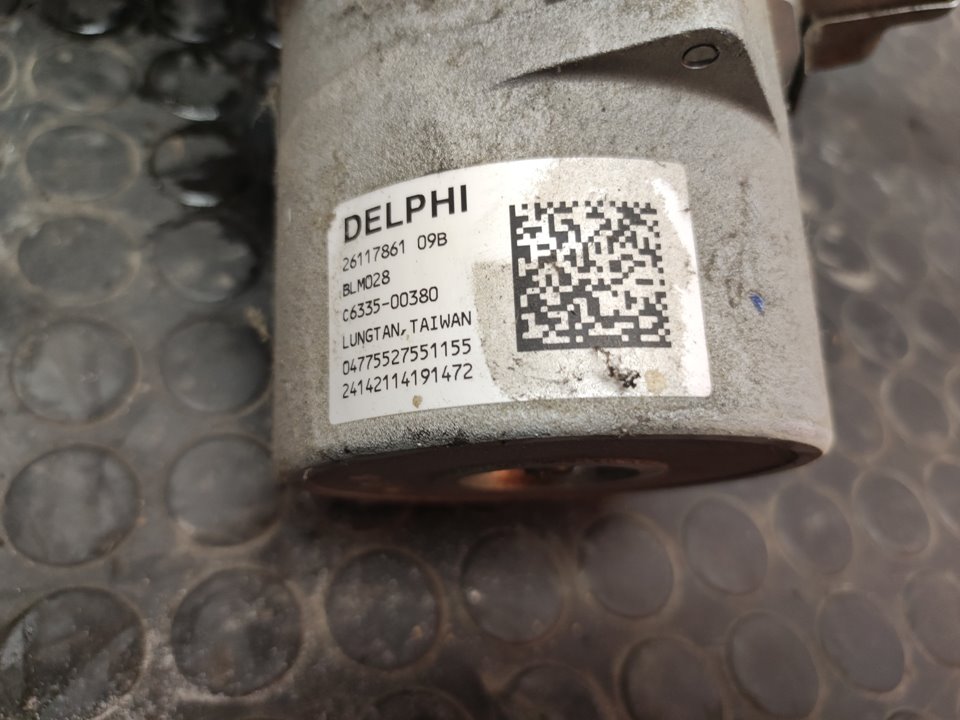 DELPHI
26117861 09B
BLM028
C6335-00380
LUNGTAN,TAIWAN
04775527551155
24142114191472